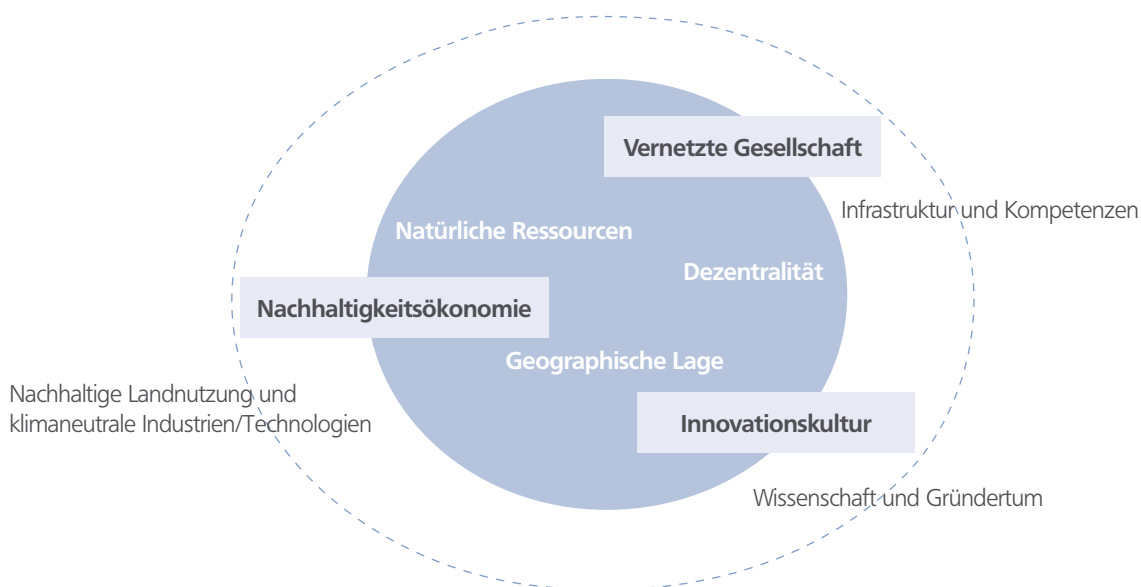 Vernetzte Gesellschaft
Infrastruktur und Kompetenzen
Natürliche Ressourcen
Dezentralität
Nachhaltigkeitsökonomie
Geographische Lage
Nachhaltige Landnutzung und
klimaneutrale Industrien/Technologien
Innovationskultur
Wissenschaft und Gründertum